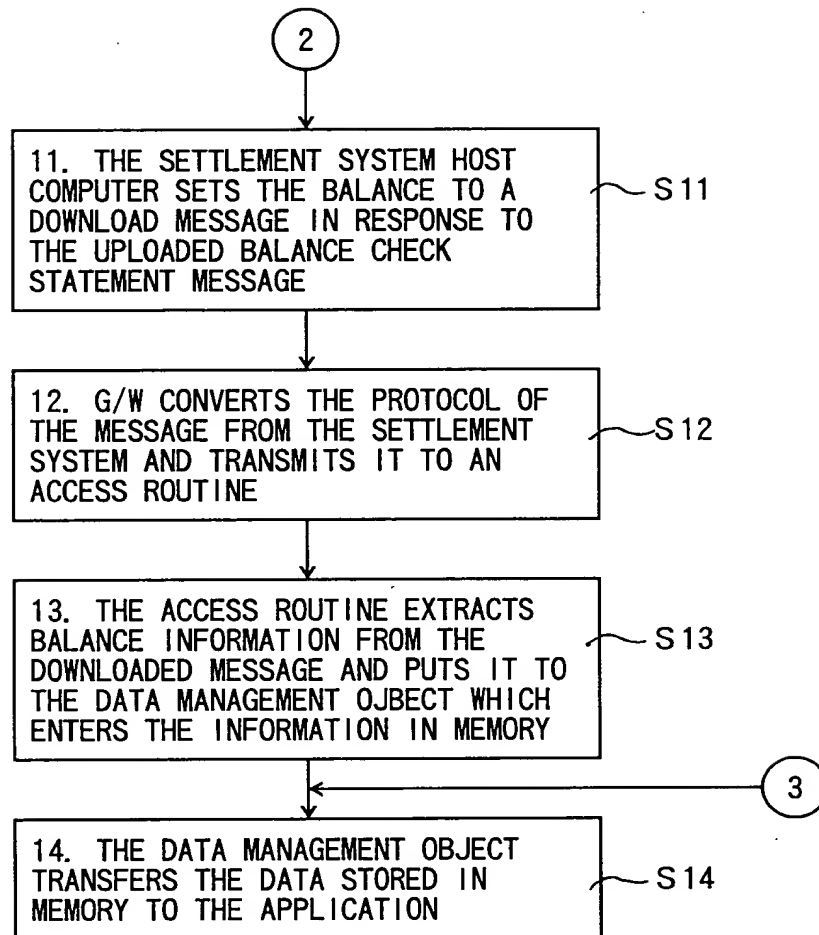 2
11. THE SETTLEMENT SYSTEM HOST
COMPUTER SETS THE BALANCE TO A
DOWNLOAD MESSAGE IN RESPONSE TO
THE UPLOADED BALANCE CHECK
STATEMENT MESSAGE
S11
12. G/W CONVERTS THE PROTOCOL OF
THE MESSAGE FROM THE SETTLEMENT
SYSTEM AND TRANSMITS IT TO AN
ACCESS ROUTINE
S12
13. THE ACCESS ROUTINE EXTRACTS
BALANCE INFORMATION FROM THE
DOWNLOADED MESSAGE AND PUTS IT TO
THE DATA MANAGEMENT OJBECT WHICH
ENTERS THE INFORMATION IN MEMORY
S13
3
14. THE DATA MANAGEMENT OBJECT
TRANSFERS THE DATA STORED IN
MEMORY TO THE APPLICATION
S14